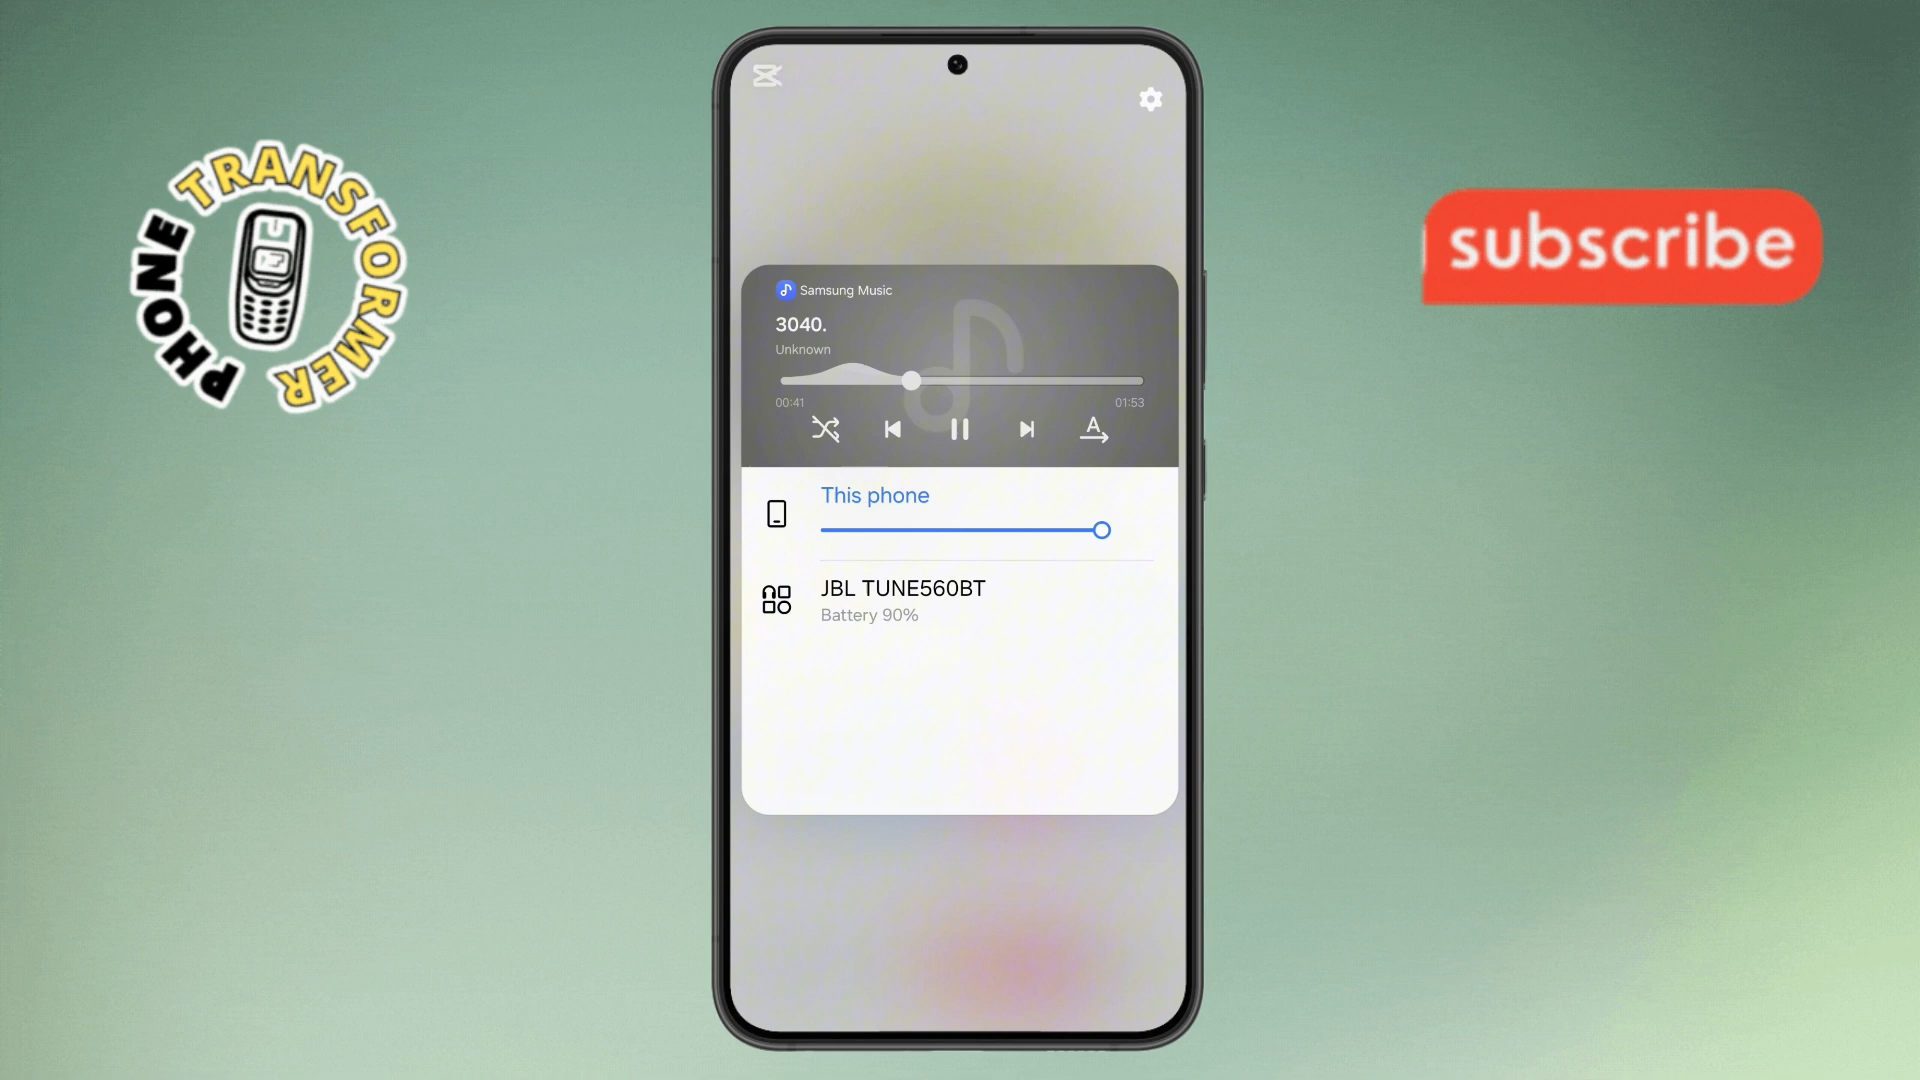 PHONE TRANSFORMER
subscribe
Samsung Music
3040.
Unknown
00:41
01:53
A
This phone
JBL TUNE560BT
Battery 90%